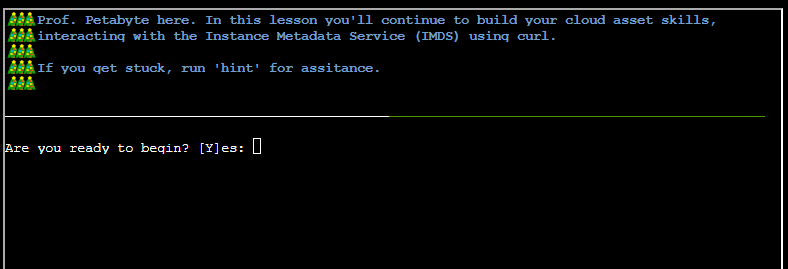 Prof. Petabyte here. In this lesson you'll continue to build your cloud asset skills,
interacting with the Instance Metadata Service (IMDS) using curl.
If you get stuck, run 'hint' for assitance.
Are you ready to begin? [Y]es: